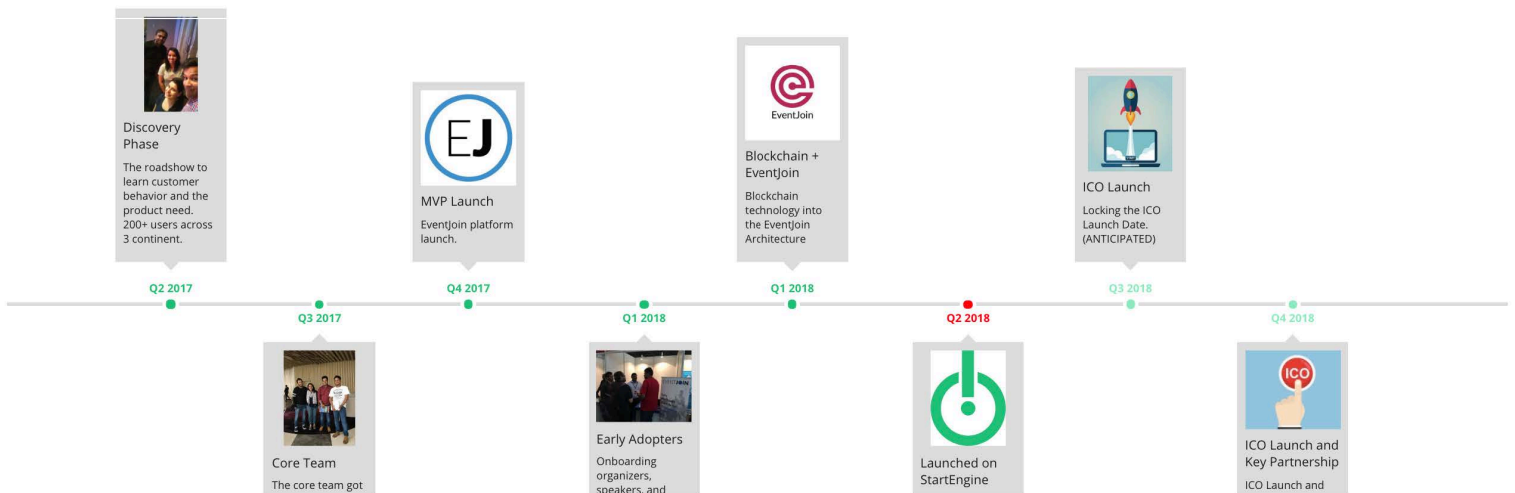 Discovery
Phase
The roadshow to
learn customer
behavior and the
product need.
200+ users across
3 continent.
Q2 2017
Q3 2017
Core Team
The core team got
EJ
MVP Launch
EventJoin platform
launch.
Q4 2017
Q1 2018
Early Adopters
Onboarding
organizers,
speakers, and
EventJoin
Blockchain +
EventJoin
Blockchain
technology into
the EventJoin
Architecture
Q1 2018
Q2 2018
Launched on
StartEngine
ICO Launch
Locking the ICO
Launch Date.
(ANTICIPATED)
Q3 2018
Q4 2018
ICO
ICO Launch and
Key Partnership
ICO Launch and